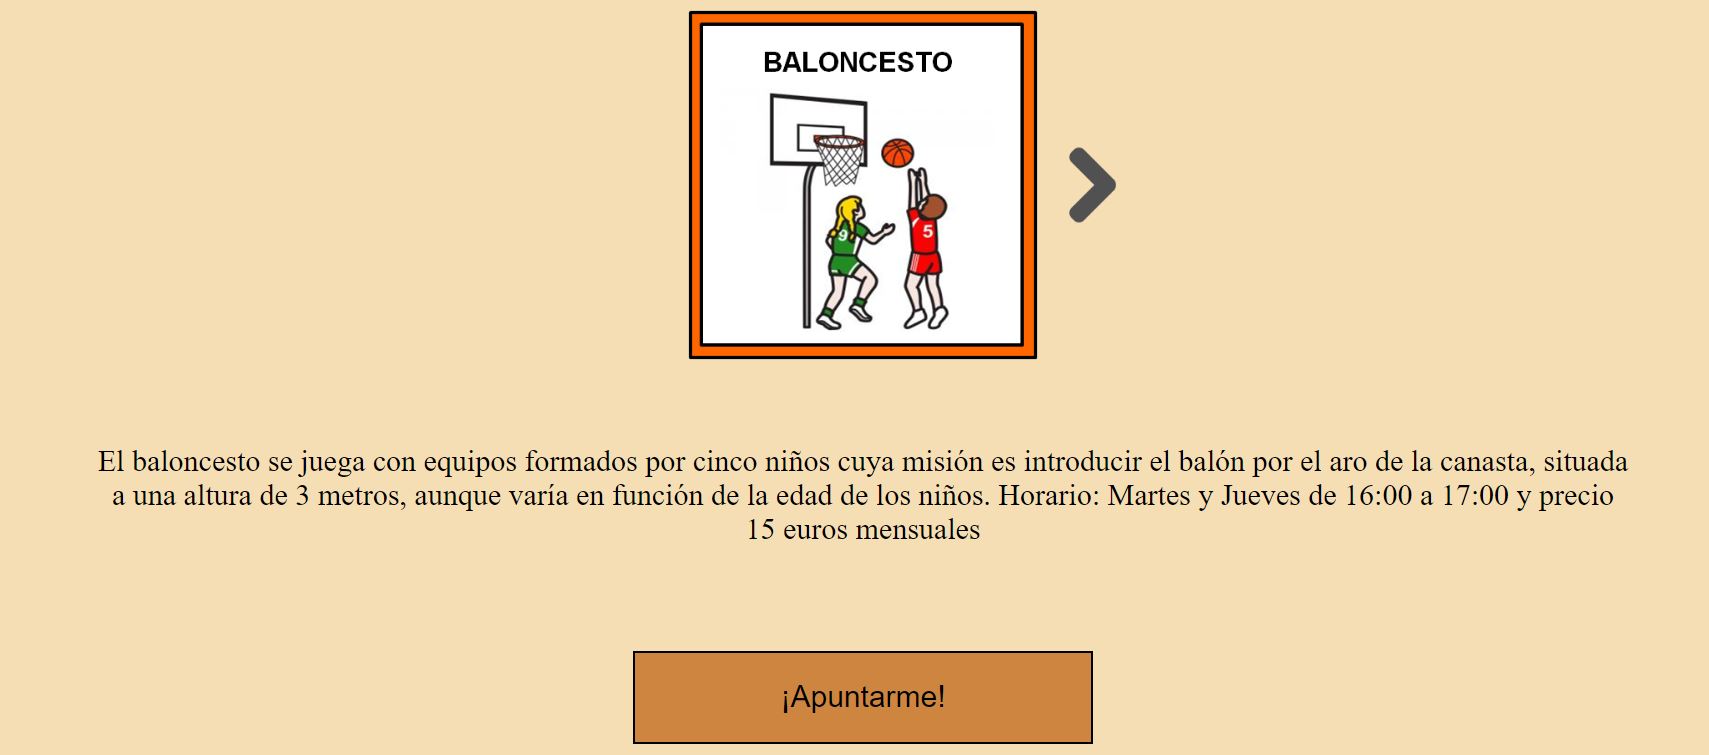 BALONCESTO
9
5
El baloncesto se juega con equipos formados por cinco niños cuya misión es introducir el balón por el aro de la canasta, situada
a una altura de 3 metros, aunque varía en función de la edad de los niños. Horario: Martes y Jueves de 16:00 a 17:00 y precio
15 euros mensuales
¡Apuntarme!